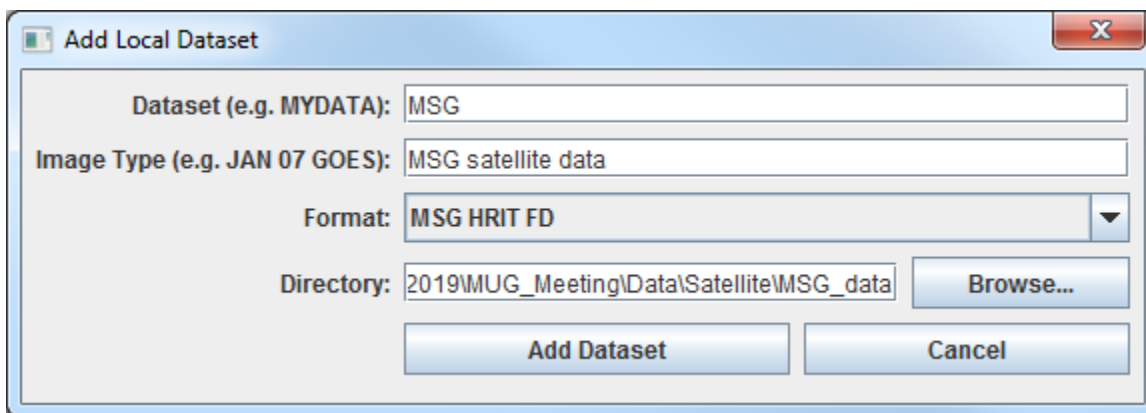 Add Local Dataset
Dataset (e.g. MYDATA): MSG
Image Type (e.g. JAN 07 GOES): MSG satellite data
Format: MSG HRIT FD
Directory: 2019\MUG_Meeting\Data\Satellite\MSG_data Browse...
Add Dataset Cancel